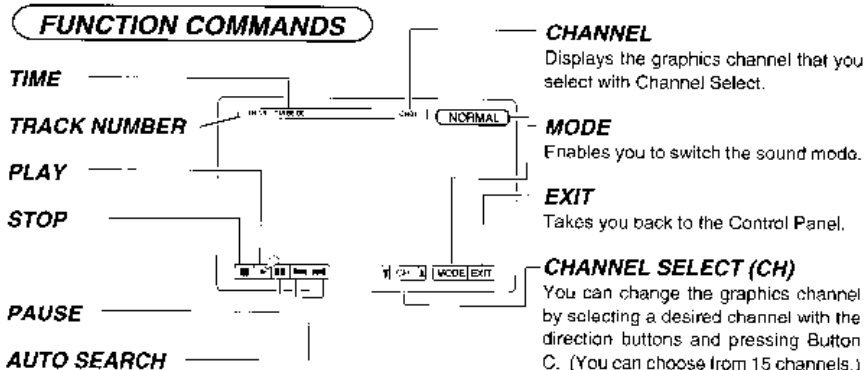 FUNCTION COMMANDS
TIME
TRACK NUMBER
PLAY
STOP
PAUSE
AUTO SEARCH
NORMAL
MODE EXIT
CHANNEL
Displays the graphics channel that you
select with Channel Select.
MODE
Enables you to switch the sound mode.
EXIT
Takes you back to the Control Panel.
CHANNEL SELECT (CH)
You can change the graphics channel
by selecting a desired channel with the
direction buttons and pressing Button
C. (You can choose from 15 channels.)